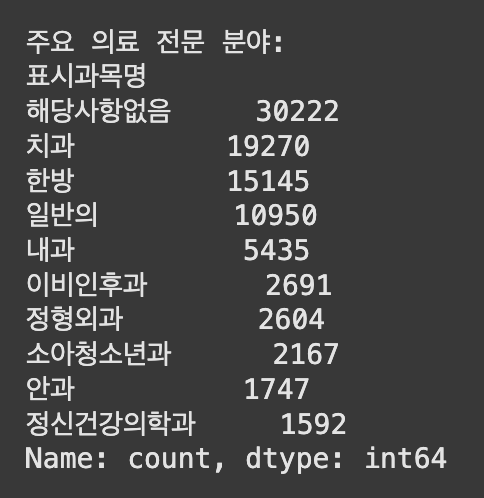 주요 의료 전문 분야:
표시과목명
해당사항없음 30222
치과 19270
한방 15145
일반의 10950
내과 5435
이비인후과 2691
정형외과 2604
소아청소년과 2167
안과 1747
정신건강의학과 1592
Name: count, dtype: int64